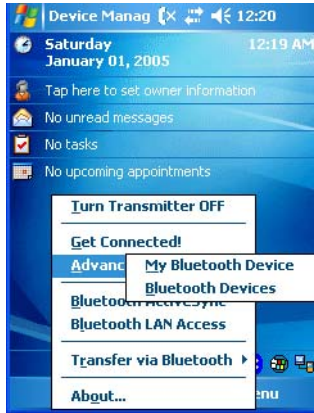 Device Manag 12:20
Saturday 12:19 AM
January 01, 2005
Tap here to set owner information
No unread messages
No tasks
No upcoming appointments
Turn Transmitter OFF
Get Connected!
Advanc
My Bluetooth Device
Bluetooth Devices
Bluetooth ActiveSync
Bluetooth LAN Access
Transfer via Bluetooth
About...
enu